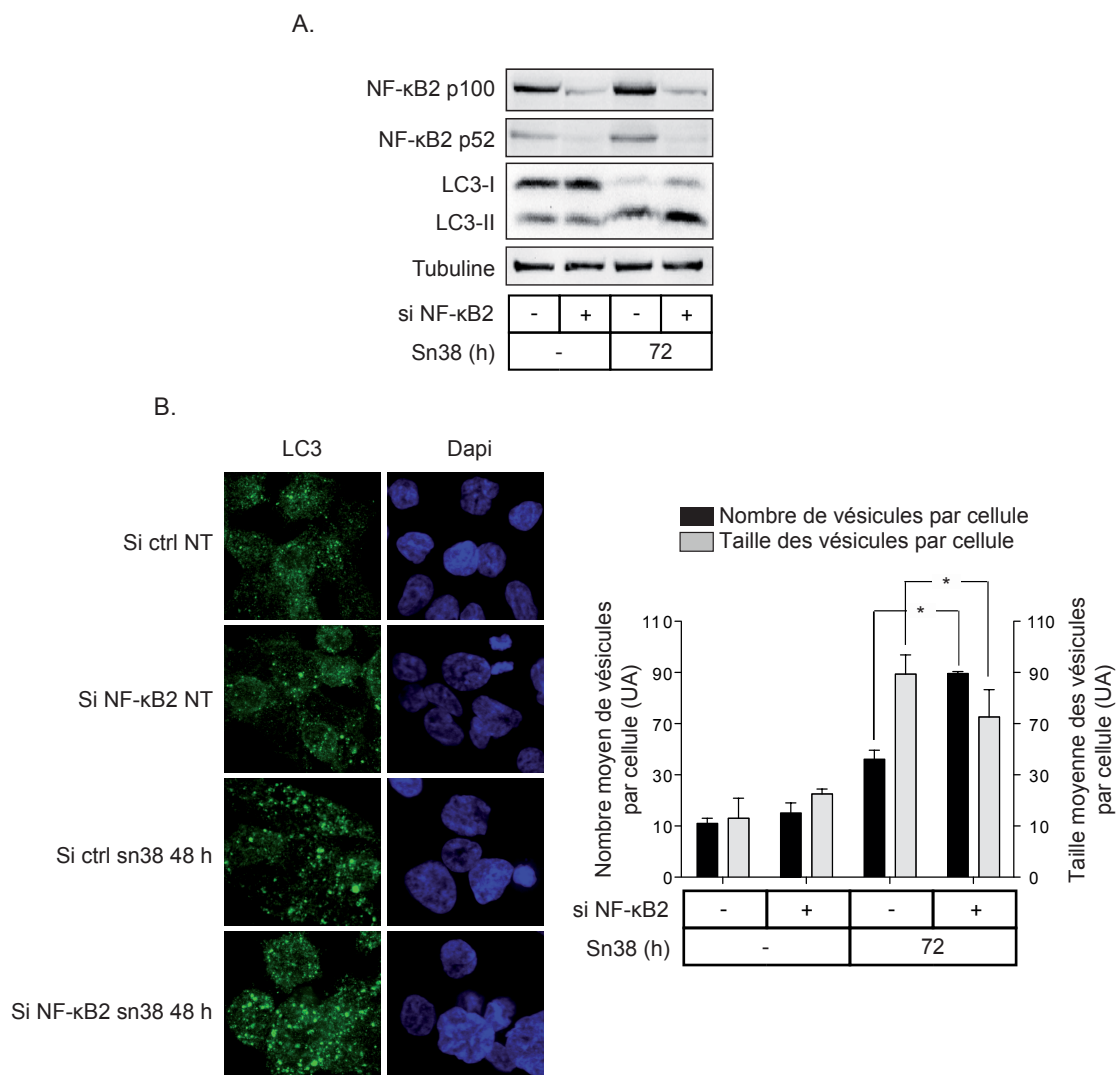 A.
NF-κB2 p100
NF-κB2 p52
LC3-I
LC3-II
Tubuline
si NF-κB2 - + - +
Sn38 (h) - 72
B.
LC3 Dapi
Si ctrl NT
Si NF-κB2 NT
Si ctrl sn38 48 h
Si NF-κB2 sn38 48 h
Nombre de vésicules par cellule
Taille des vésicules par cellule
* *
Nombre moyen de vésicules
par cellule (UA)
110
90
70
30
10
0
110
90
70
30
10
0
Taille moyenne des vésicules
par cellule (UA)
si NF-κB2 - + - +
Sn38 (h) - 72